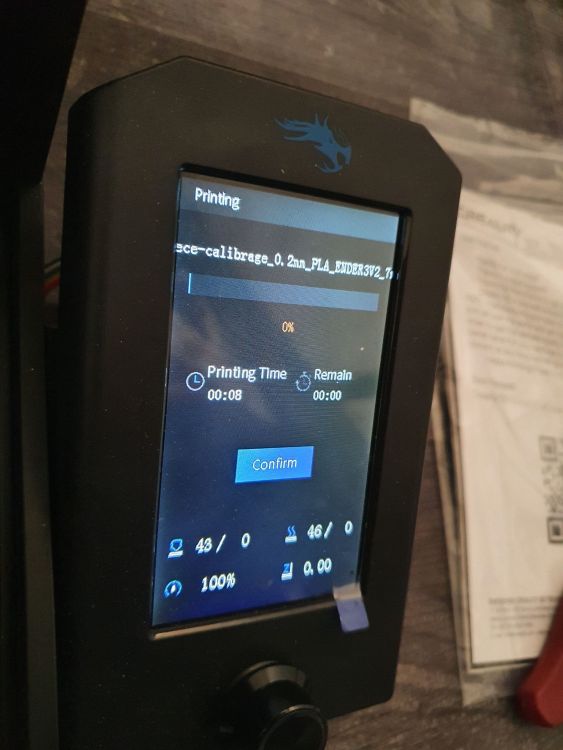 Printing
ece-calibrage_0.2mm_PLA_ENDER3V2_7
0%
Printing Time
Remain
00:08
00:00
Confirm
43 / 0
46 / 0
100%
0.00